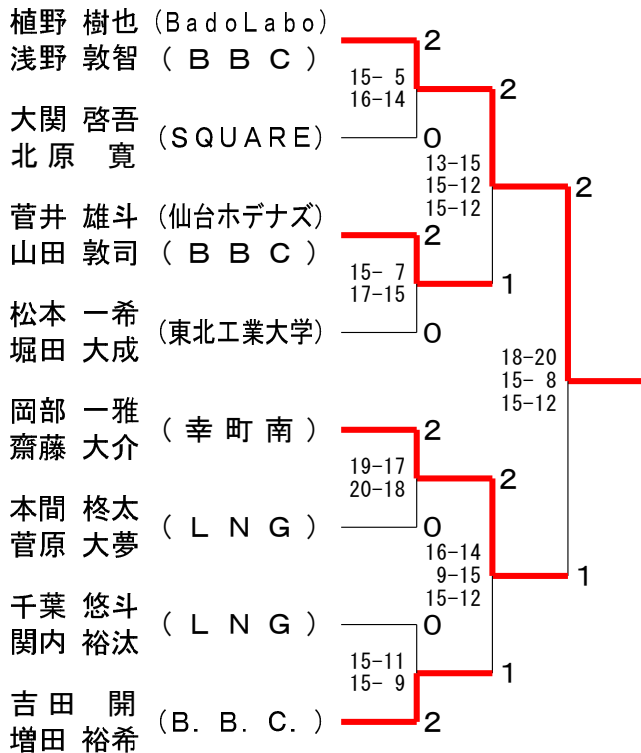 植野 樹也 (BadoLabo)
浅野 敦智 (ＢＢＣ)
2
15- 5
16-14
2
大関 啓吾
北原 寛
(SQUARE)
0
13-15
15-12
15-12
2
菅井 雄斗 (仙台ホデナズ)
山田 敦司 (ＢＢＣ)
2
15- 7
17-15
1
松本 一希
堀田 大成
(東北工業大学)
0
18-20
15- 8
15-12
岡部 一雅
齋藤 大介
(幸町南)
2
19-17
20-18
2
本間 柊太
菅原 大夢
(ＬＮＧ)
0
16-14
9-15
15-12
1
千葉 悠斗
関内 裕汰
(ＬＮＧ)
0
15-11
15- 9
1
吉田 開
増田 裕希
(B. B. C.)
2